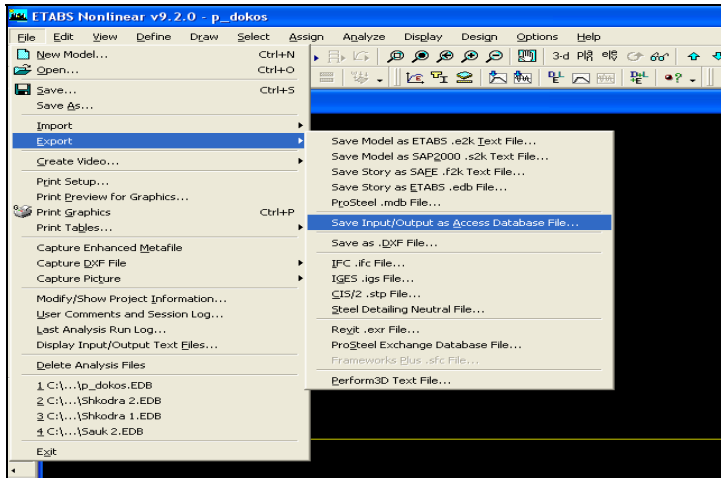 ETABS Nonlinear v9.2.0 - p_dokos
File Edit View Define Draw Select Assign Analyze Display Design Options Help
New Model... Ctrl+N
Open... Ctrl+O
Save... Ctrl+S
Save As...
Import
Export
Create Video...
Print Setup...
Print Preview for Graphics...
Print Graphics Ctrl+P
Print Tables...
Capture Enhanced Metafile
Capture DXF File
Capture Picture
Modify/Show Project Information...
User Comments and Session Log...
Last Analysis Run Log...
Display Input/Output Text Files...
Delete Analysis Files
1 C:\...\p_dokos.EDB
2 C:\...\Shkodra 2.EDB
3 C:\...\Shkodra 1.EDB
4 C:\...\Sauk 2.EDB
Exit
3-d
Save Model as ETABS .e2k Text File...
Save Model as SAP2000 .s2k Text File...
Save Story as SAFE .f2k Text File...
Save Story as ETABS .edb File...
ProSteel .mdb File...
Save Input/Output as Access Database File...
Save as .DXF File...
IFC .ifc File...
IGES .igs File...
CIS/2 .stp File...
Steel Detailing Neutral File...
Revit .exr File...
ProSteel Exchange Database File...
Frameworks Plus .sfc File...
Perform3D Text File...